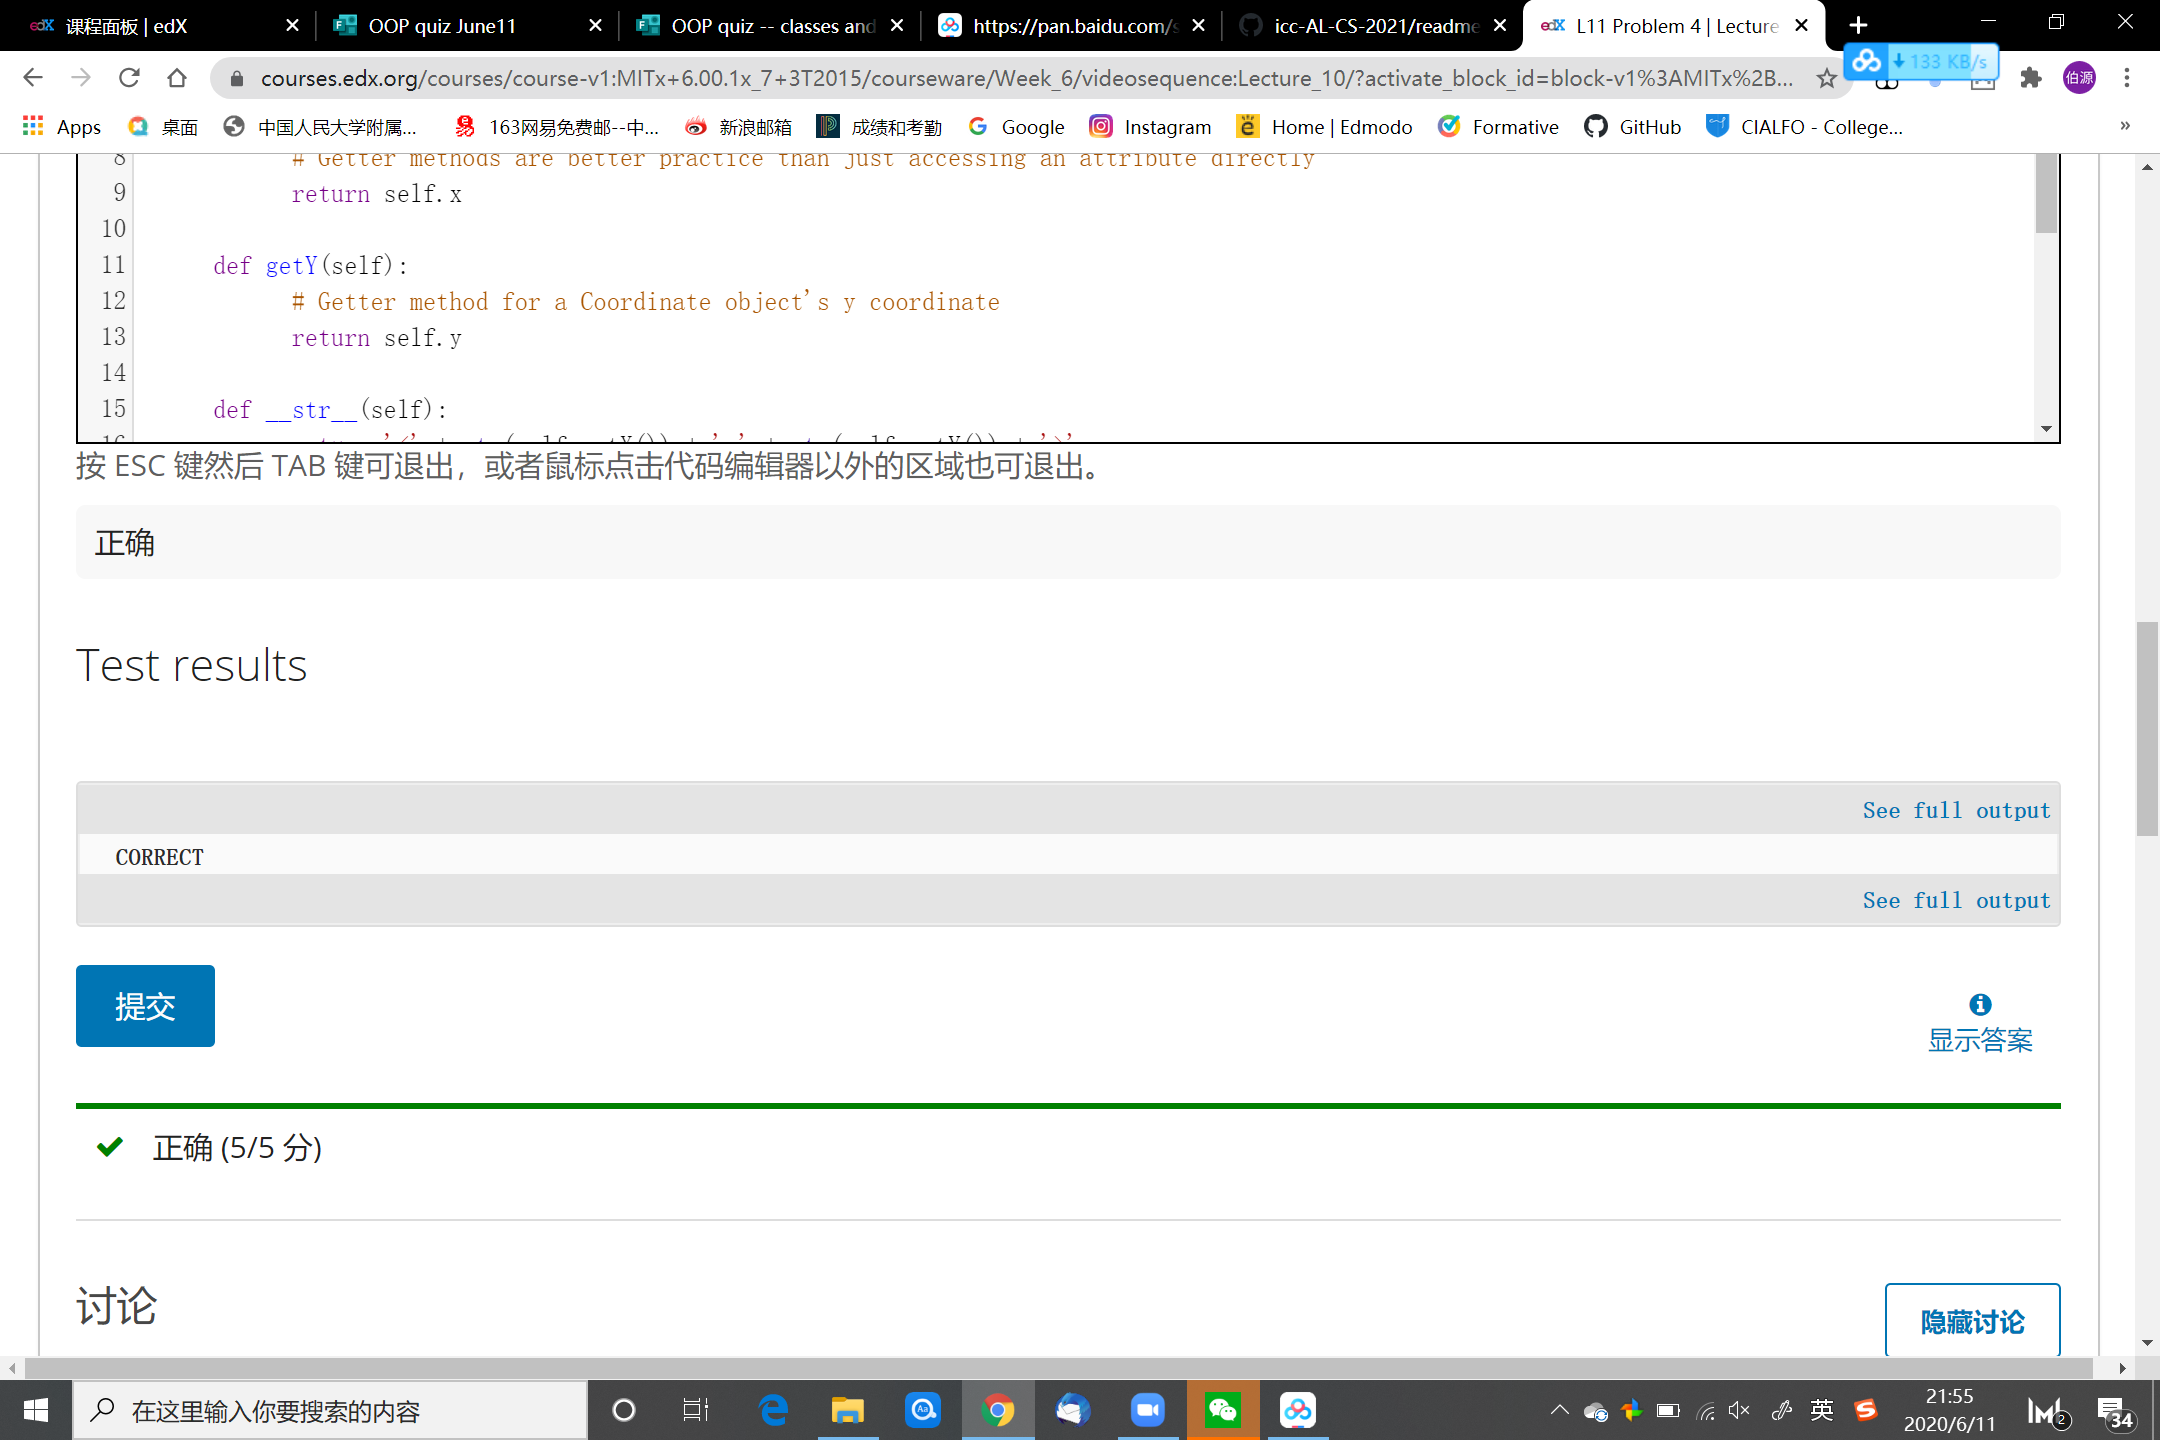 课程面板 | edX
OOP quiz June11
OOP quiz -- classes and
https://pan.baidu.com/s
icc-AL-CS-2021/readme
edX L11 Problem 4 | Lecture
courses.edx.org/courses/course-v1:MITx+6.00.1x_7+3T2015/courseware/Week_6/videosequence:Lecture_10/?activate_block_id=block-v1%3AMITx%2B...
133 KB/s
伯源
Apps
桌面
中国人民大学附属...
163网易免费邮--中...
新浪邮箱
成绩和考勤
Google
Instagram
Home | Edmodo
Formative
GitHub
CIALFO - College...
»
8 # Getter methods are better practice than just accessing an attribute directly
9 return self.x
10
11 def getY(self):
12 # Getter method for a Coordinate object's y coordinate
13 return self.y
14
15 def __str__(self):
按 ESC 键然后 TAB 键可退出，或者鼠标点击代码编辑器以外的区域也可退出。
正确
Test results
See full output
CORRECT
See full output
提交
显示答案
正确 (5/5 分)
讨论
隐藏讨论
在这里输入你要搜索的内容
英
21:55
2020/6/11
2
34